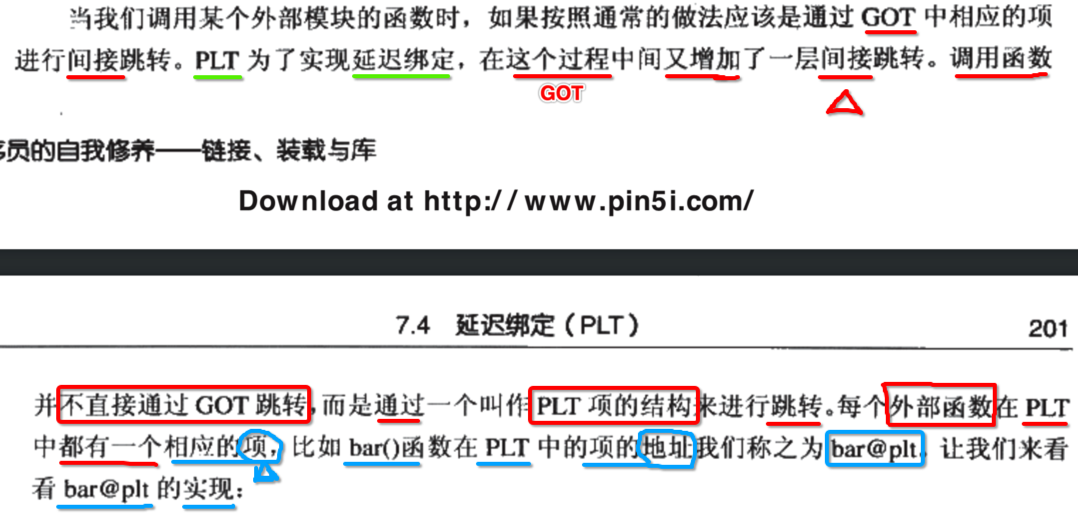 当我们调用某个外部模块的函数时，如果按照通常的做法应该是通过 GOT 中相应的项
进行间接跳转。PLT 为了实现延迟绑定，在这个过程中间又增加了一层间接跳转。调用函数
GOT
员的自我修养——链接、装载与库
Download at http://www.pin5i.com/
7.4 延迟绑定（PLT） 201
并不直接通过 GOT 跳转，而是通过一个叫作 PLT 项的结构来进行跳转。每个外部函数在 PLT
中都有一个相应的项，比如 bar()函数在 PLT 中的项的地址我们称之为 bar@plt。让我们来看
看 bar@plt 的实现：